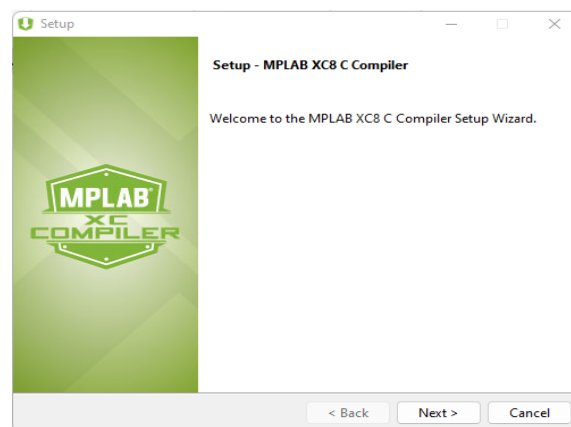 Setup
Setup - MPLAB XC8 C Compiler
Welcome to the MPLAB XC8 C Compiler Setup Wizard.
MPLAB®
XC
COMPILER
< Back Next > Cancel